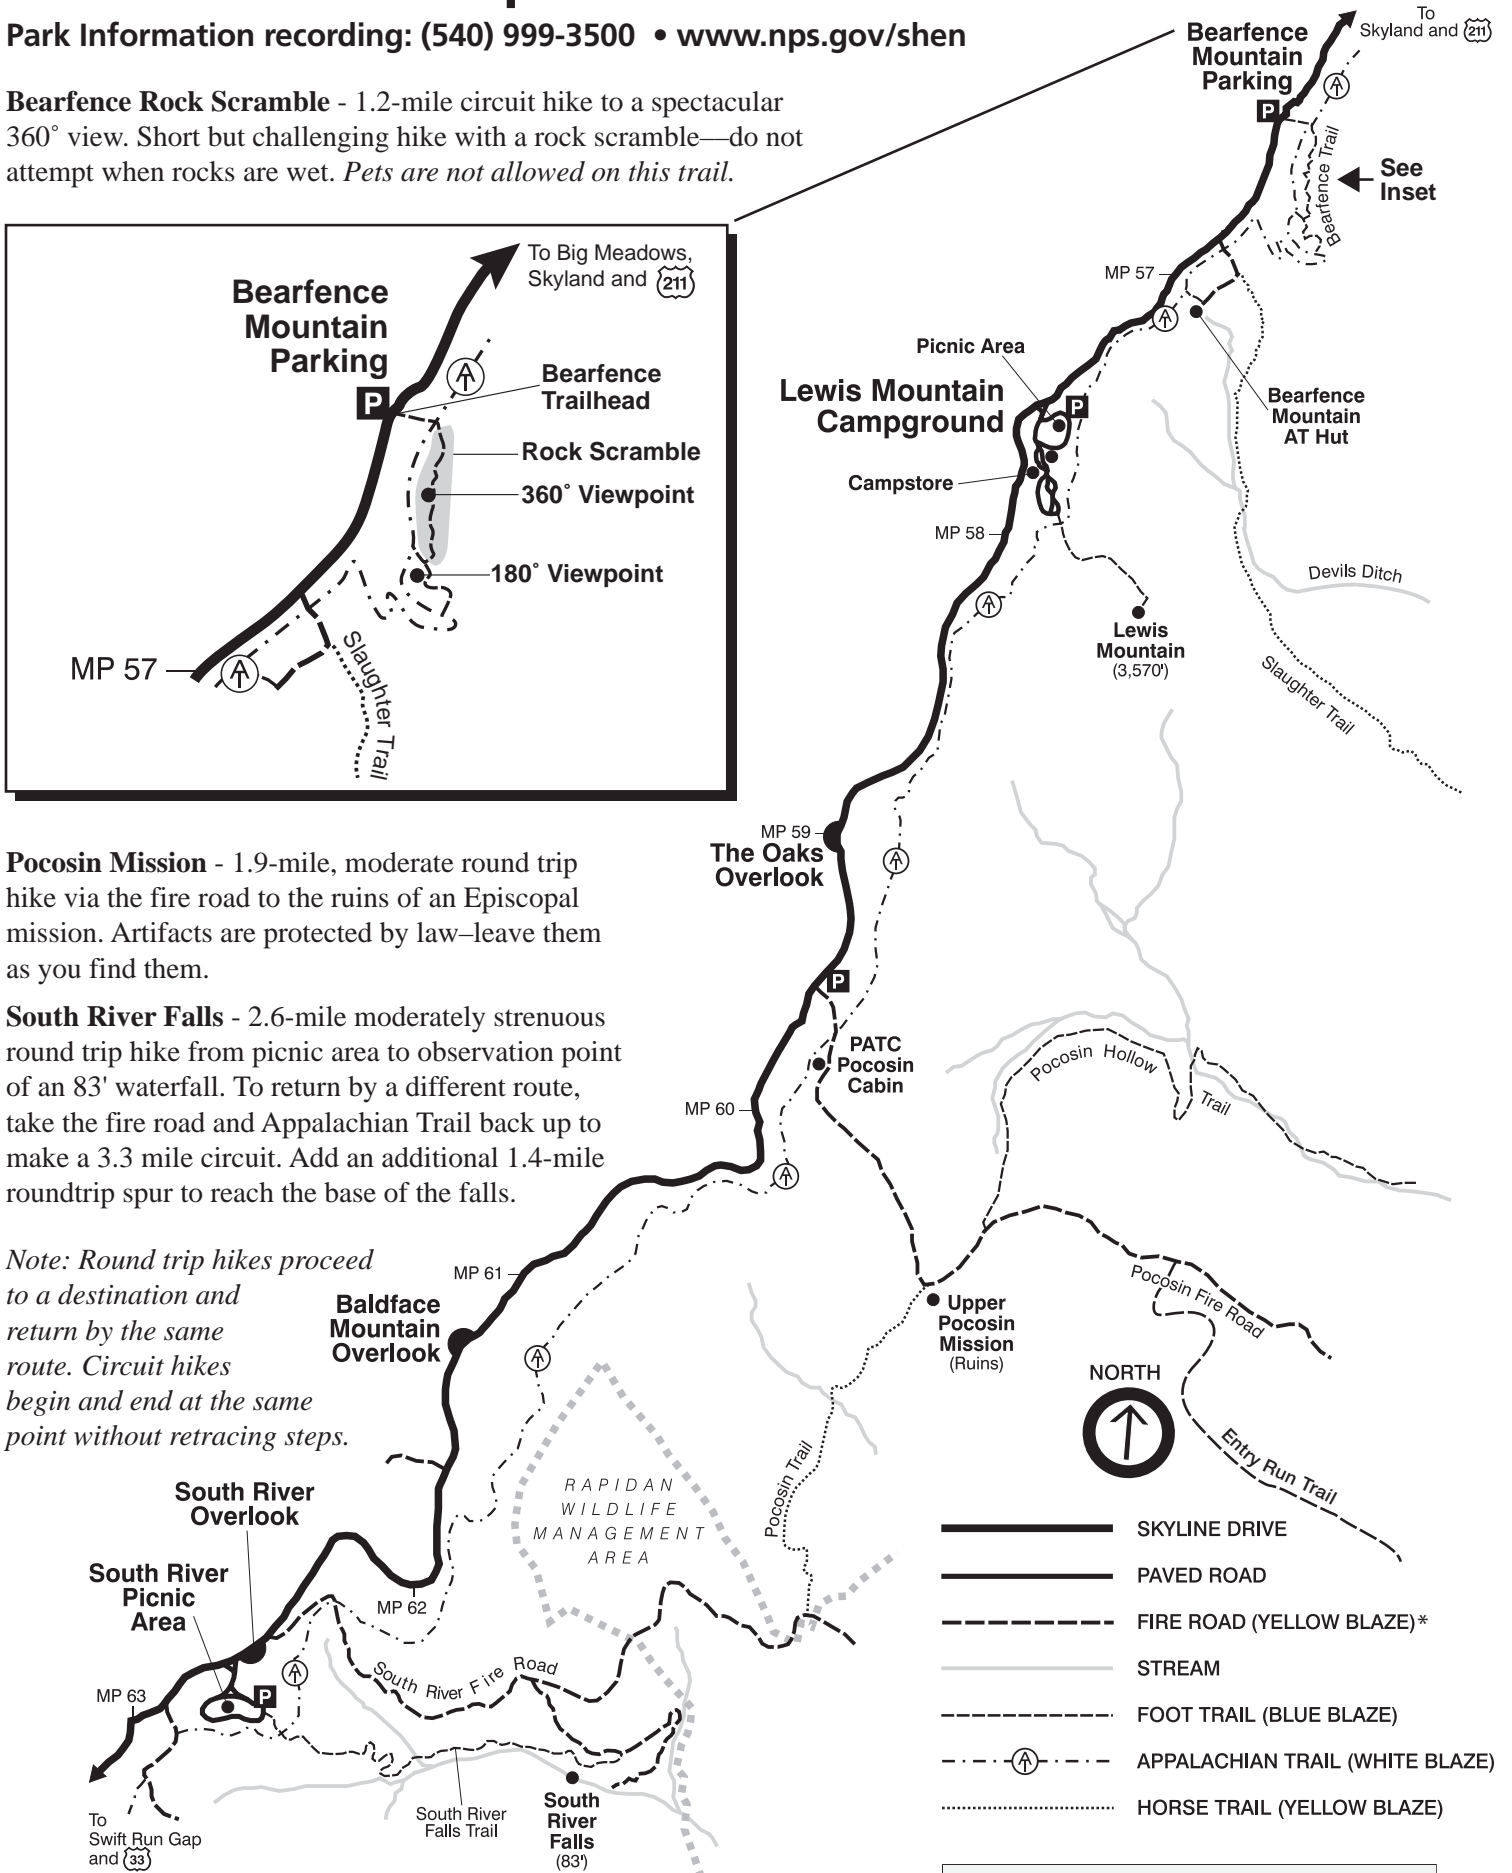 Park Information recording: (540) 999-3500 • www.nps.gov/shen
Bearfence Rock Scramble - 1.2-mile circuit hike to a spectacular
360˚ view. Short but challenging hike with a rock scramble—do not
attempt when rocks are wet. Pets are not allowed on this trail.
To Big Meadows,
Skyland and 211
Bearfence
Mountain
Parking
P
A
Bearfence
Trailhead
Rock Scramble
360˚ Viewpoint
180˚ Viewpoint
MP 57
A
Slaughter Trail
Pocosin Mission - 1.9-mile, moderate round trip
hike via the fire road to the ruins of an Episcopal
mission. Artifacts are protected by law–leave them
as you find them.
South River Falls - 2.6-mile moderately strenuous
round trip hike from picnic area to observation point
of an 83' waterfall. To return by a different route,
take the fire road and Appalachian Trail back up to
make a 3.3 mile circuit. Add an additional 1.4-mile
roundtrip spur to reach the base of the falls.
Note: Round trip hikes proceed
to a destination and
return by the same
route. Circuit hikes
begin and end at the same
point without retracing steps.
To
Skyland and 211
Bearfence
Mountain
Parking
P
A
Bearfence Trail
See
Inset
MP 57
A
Picnic Area
Lewis Mountain
Campground
P
Bearfence
Mountain
AT Hut
Campstore
MP 58
Devils Ditch
A
Lewis
Mountain
(3,570')
Slaughter Trail
MP 59
The Oaks
Overlook
A
P
PATC
Pocosin
Cabin
Pocosin Hollow
Trail
MP 60
A
MP 61
Baldface
Mountain
Overlook
A
Upper
Pocosin
Mission
(Ruins)
Pocosin Fire Road
NORTH
Entry Run Trail
Pocosin Trail
RAPIDAN
WILDLIFE
MANAGEMENT
AREA
South River
Overlook
South River
Picnic
Area
MP 62
South River Fire Road
A
P
MP 63
To
Swift Run Gap
and 33
South River
Falls Trail
South
River
Falls
(83')
SKYLINE DRIVE
PAVED ROAD
FIRE ROAD (YELLOW BLAZE)*
STREAM
FOOT TRAIL (BLUE BLAZE)
A APPALACHIAN TRAIL (WHITE BLAZE)
HORSE TRAIL (YELLOW BLAZE)